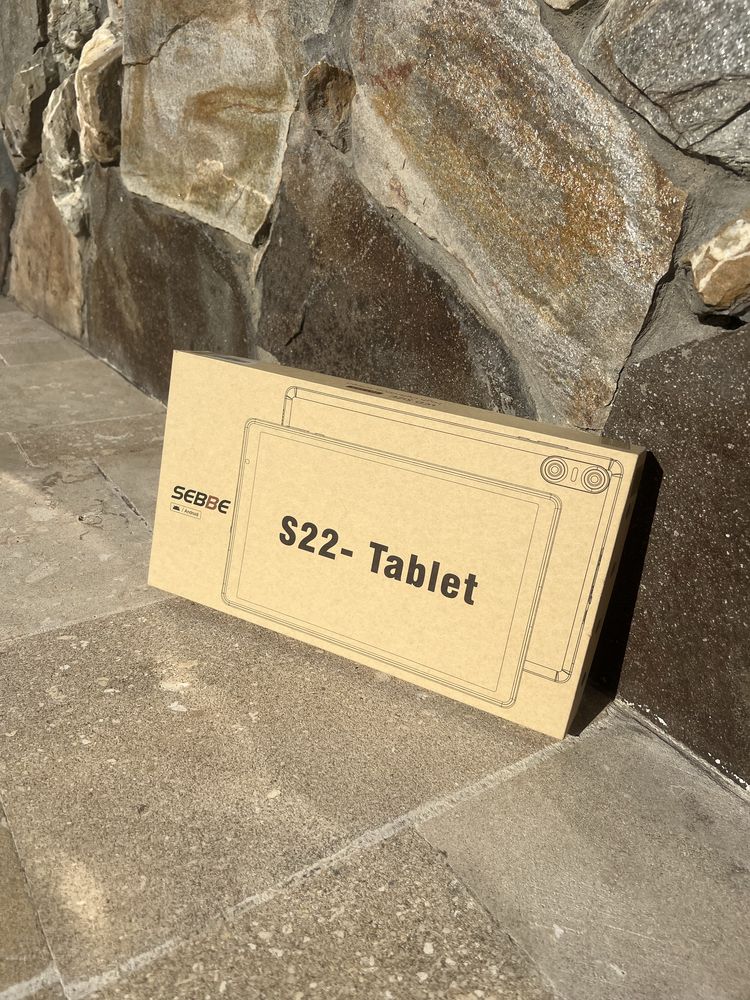 SEBBE
Android
S22- Tablet